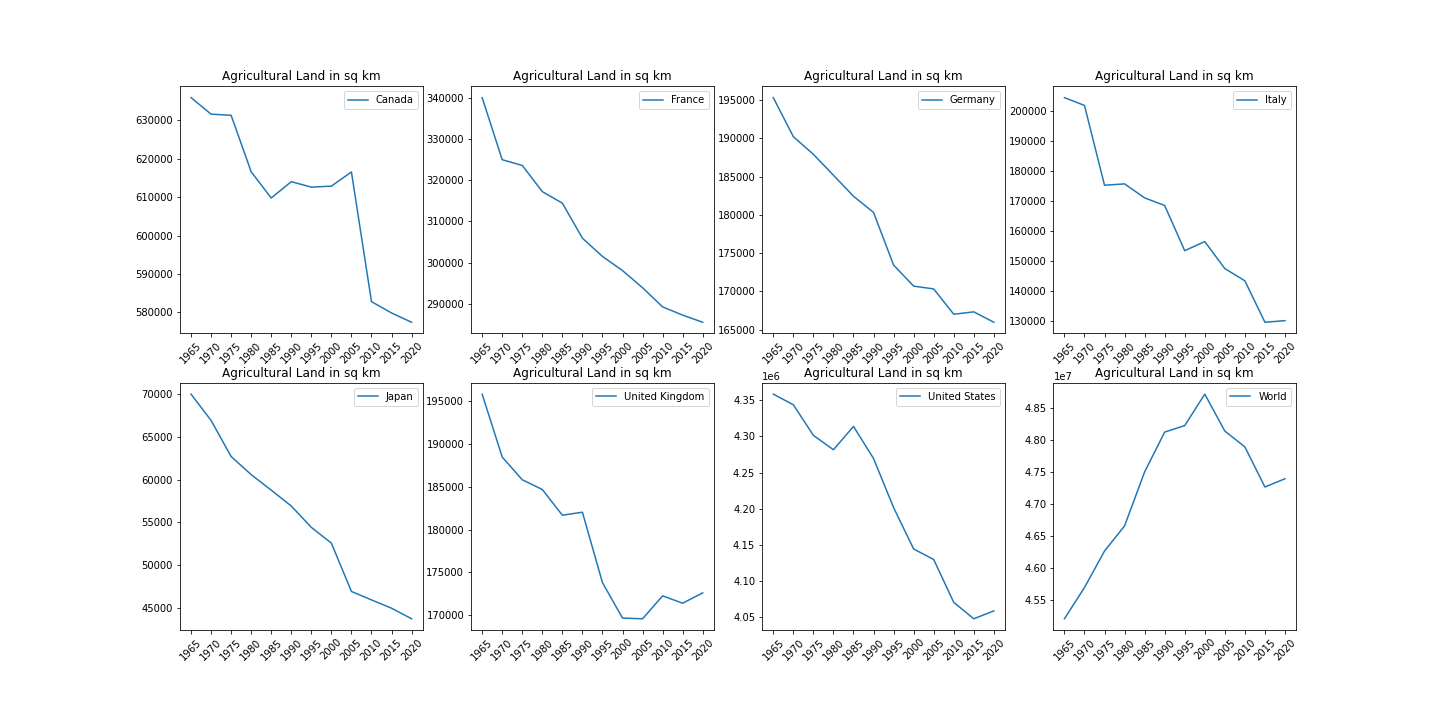 Agricultural Land in sq km
Canada
630000
620000
610000
600000
590000
580000
1965 1970 1975 1980 1985 1990 1995 2000 2005 2010 2015 2020
Agricultural Land in sq km
France
340000
330000
320000
310000
300000
290000
1965 1970 1975 1980 1985 1990 1995 2000 2005 2010 2015 2020
Agricultural Land in sq km
Germany
195000
190000
185000
180000
175000
170000
165000
1965 1970 1975 1980 1985 1990 1995 2000 2005 2010 2015 2020
Agricultural Land in sq km
Italy
200000
190000
180000
170000
160000
150000
140000
130000
1965 1970 1975 1980 1985 1990 1995 2000 2005 2010 2015 2020
Agricultural Land in sq km
Japan
70000
65000
60000
55000
50000
45000
1965 1970 1975 1980 1985 1990 1995 2000 2005 2010 2015 2020
Agricultural Land in sq km
United Kingdom
195000
190000
185000
180000
175000
170000
1965 1970 1975 1980 1985 1990 1995 2000 2005 2010 2015 2020
1e6
Agricultural Land in sq km
United States
4.35
4.30
4.25
4.20
4.15
4.10
4.05
1965 1970 1975 1980 1985 1990 1995 2000 2005 2010 2015 2020
1e7
Agricultural Land in sq km
World
4.85
4.80
4.75
4.70
4.65
4.60
4.55
1965 1970 1975 1980 1985 1990 1995 2000 2005 2010 2015 2020